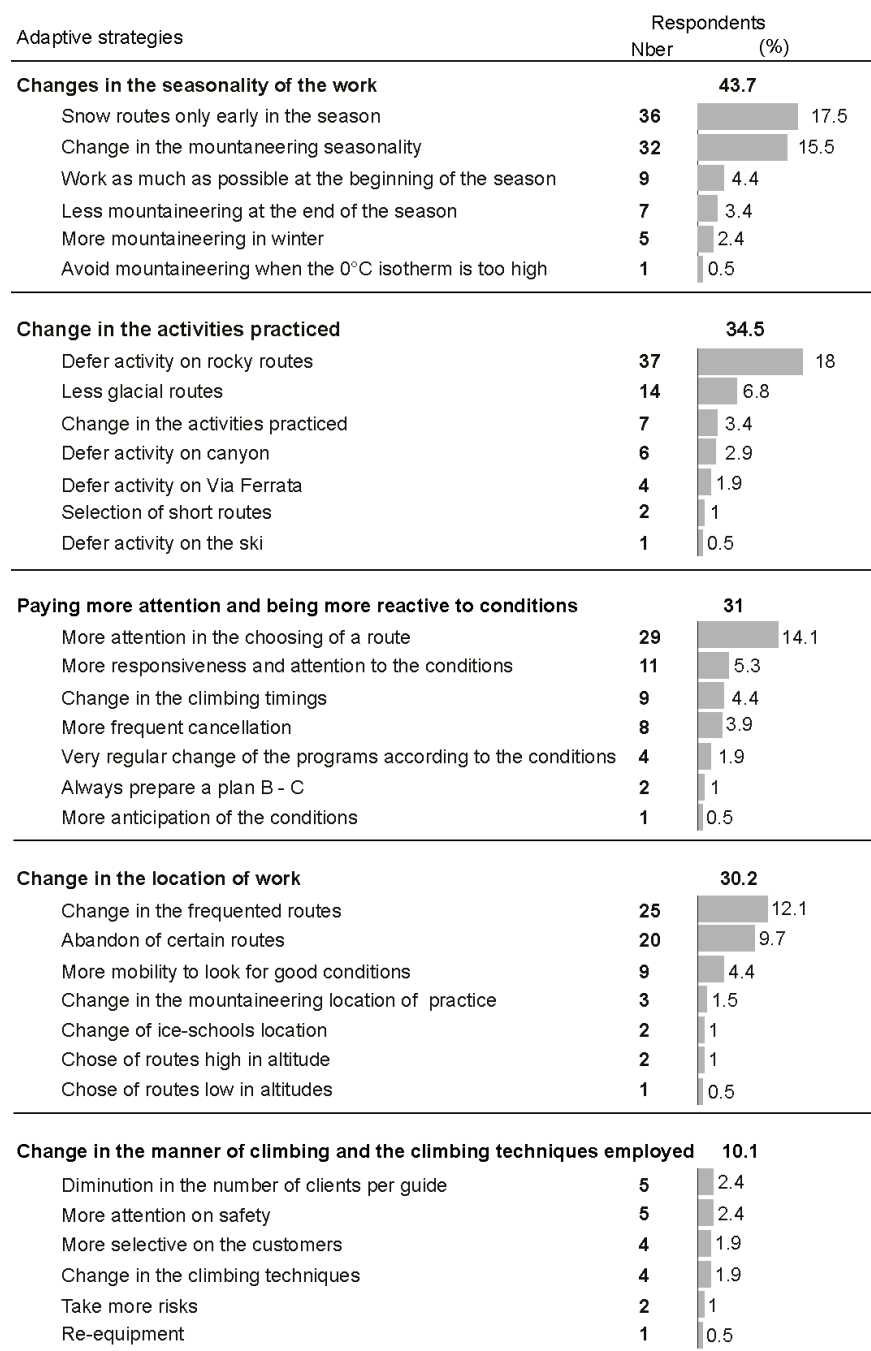 Adaptive strategies Respondents
Nber (%)
Changes in the seasonality of the work 43.7
Snow routes only early in the season 36 17.5
Change in the mountaneering seasonality 32 15.5
Work as much as possible at the beginning of the season 9 4.4
Less mountaineering at the end of the season 7 3.4
More mountaineering in winter 5 2.4
Avoid mountaineering when the 0°C isotherm is too high 1 0.5
Change in the activities practiced 34.5
Defer activity on rocky routes 37 18
Less glacial routes 14 6.8
Change in the activities practiced 7 3.4
Defer activity on canyon 6 2.9
Defer activity on Via Ferrata 4 1.9
Selection of short routes 2 1
Defer activity on the ski 1 0.5
Paying more attention and being more reactive to conditions 31
More attention in the choosing of a route 29 14.1
More responsiveness and attention to the conditions 11 5.3
Change in the climbing timings 9 4.4
More frequent cancellation 8 3.9
Very regular change of the programs according to the conditions 4 1.9
Always prepare a plan B - C 2 1
More anticipation of the conditions 1 0.5
Change in the location of work 30.2
Change in the frequented routes 25 12.1
Abandon of certain routes 20 9.7
More mobility to look for good conditions 9 4.4
Change in the mountaineering location of practice 3 1.5
Change of ice-schools location 2 1
Chose of routes high in altitude 2 1
Chose of routes low in altitudes 1 0.5
Change in the manner of climbing and the climbing techniques employed 10.1
Diminution in the number of clients per guide 5 2.4
More attention on safety 5 2.4
More selective on the customers 4 1.9
Change in the climbing techniques 4 1.9
Take more risks 2 1
Re-equipment 1 0.5